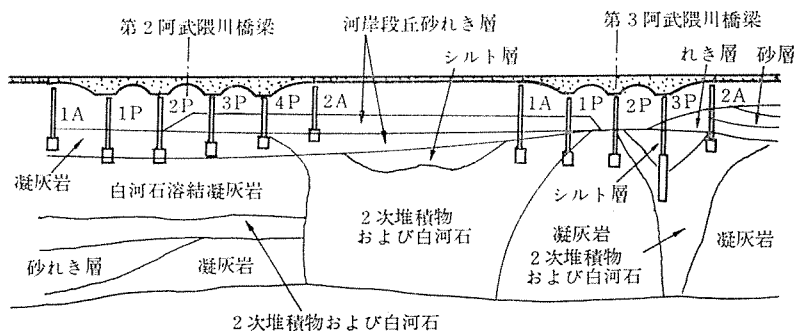 第2阿武隈川橋梁
河岸段丘砂れき層
シルト層
第3阿武隈川橋梁
れき層
砂層
1A
1P
2P
3P
4P
2A
1A
1P
2P
3P
2A
凝灰岩
白河石溶結凝灰岩
砂れき層
凝灰岩
2次堆積物および白河石
2次堆積物
および白河石
シルト層
凝灰岩
2次堆積物
および白河石
凝灰岩